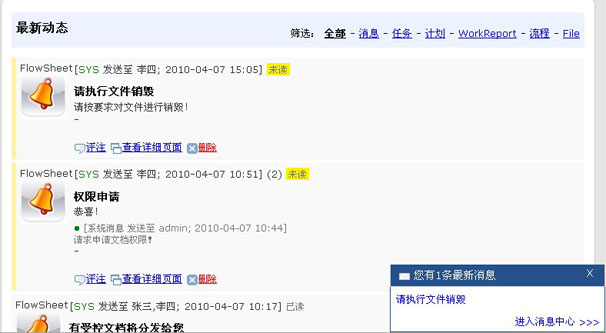 最新动态
筛选: 全部 - 消息 - 任务 - 计划 - WorkReport - 流程 - File
FlowSheet [SYS 发送至 李四; 2010-04-07 15:05] 未读
请执行文件销毁
请按要求对文件进行销毁!
-
评注 查看详细页面 删除
FlowSheet [SYS 发送至 李四; 2010-04-07 10:51] (2) 未读
权限申请
恭喜!
● [系统消息 发送至 admin; 2010-04-07 10:44]
请求申请文档权限!
-
评注 查看详细页面 删除
FlowSheet [SYS 发送至 张三,李四; 2010-04-07 10:17] 已读
有受控文档将分发给您
您有1条最新消息 X
请执行文件销毁
进入消息中心 >>>